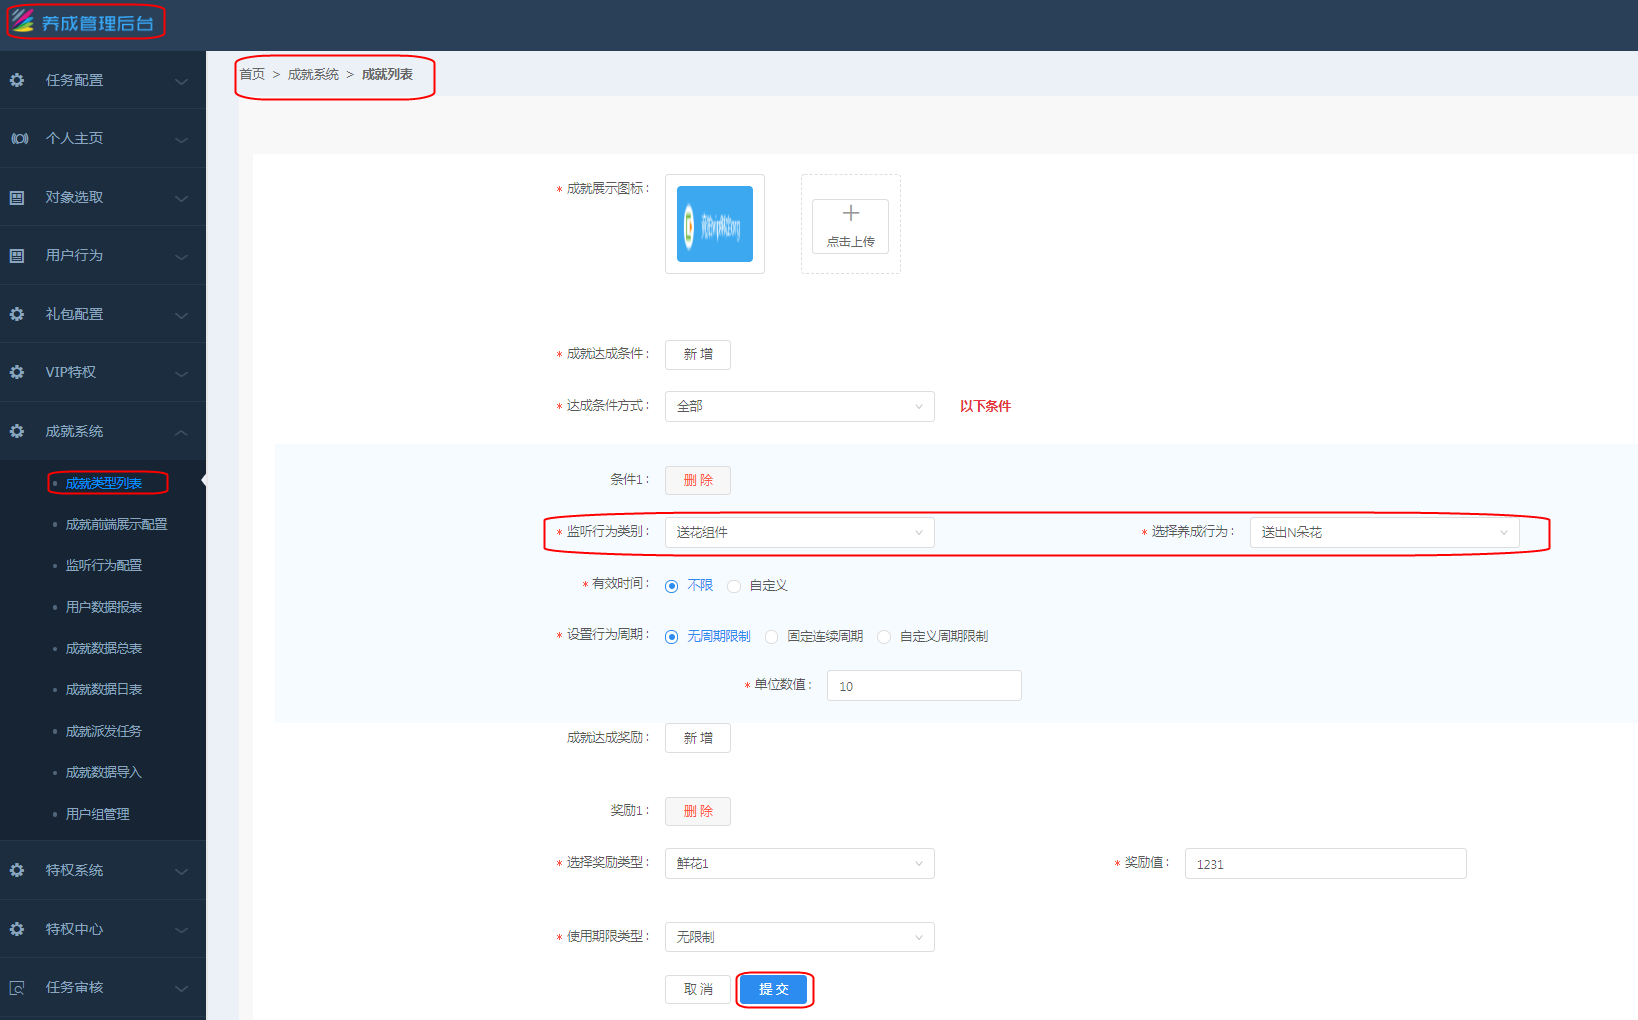 养成管理后台
任务配置
个人主页
对象选取
用户行为
礼包配置
VIP特权
成就系统
成就类型列表
成就前端展示配置
监听行为配置
用户数据报表
成就数据总表
成就数据日表
成就派发任务
成就数据导入
用户组管理
特权系统
特权中心
任务审核
首页 > 成就系统 > 成就列表
* 成就展示图标：
点击上传
* 成就达成条件： 新 增
* 达成条件方式： 全部 以下条件
条件1： 删 除
* 监听行为类别： 送花组件 * 选择养成行为： 送出N朵花
* 有效时间： 不限 自定义
* 设置行为周期： 无周期限制 固定连续周期 自定义周期限制
* 单位数值： 10
成就达成奖励： 新 增
奖励1： 删 除
* 选择奖励类型： 鲜花1 * 奖励值： 1231
* 使用期限类型： 无限制
取 消 提 交